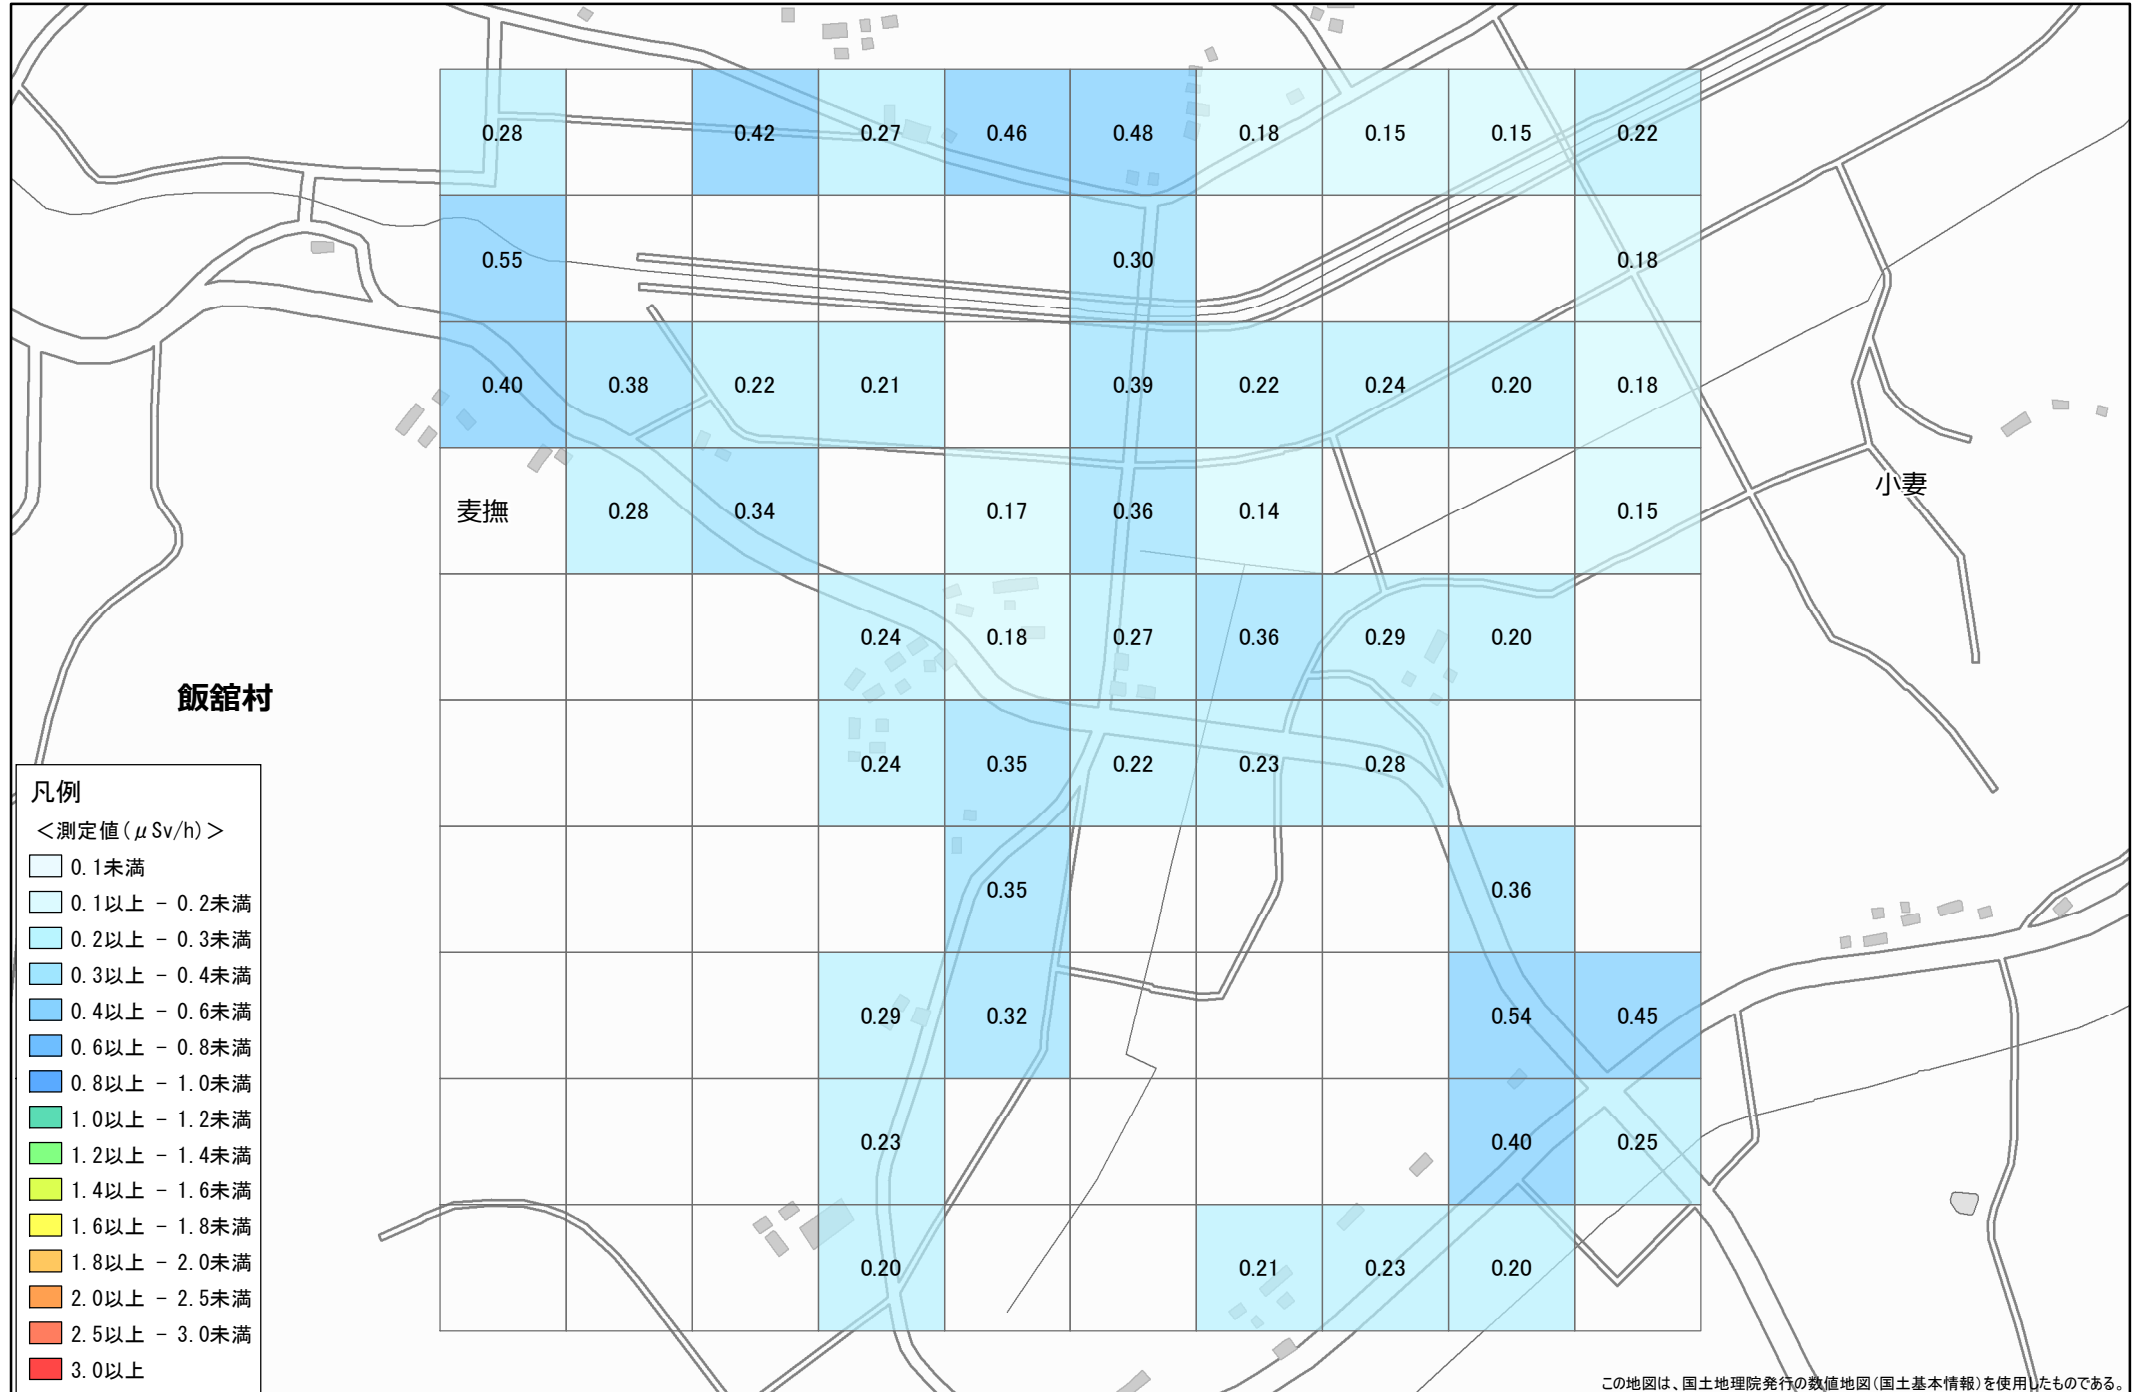 0.28 0.42 0.27 0.46 0.48 0.18 0.15 0.15 0.22
0.55 0.30 0.18
0.40 0.38 0.22 0.21 0.39 0.22 0.24 0.20 0.18
麦撫 0.28 0.34 0.17 0.36 0.14 0.15
小妻
0.24 0.18 0.27 0.36 0.29 0.20
飯舘村
0.24 0.35 0.22 0.23 0.28
0.35 0.36
0.29 0.32 0.54 0.45
0.23 0.40 0.25
0.20 0.21 0.23 0.20
凡例
＜測定値(μSv/h)＞
0.1未満
0.1以上 － 0.2未満
0.2以上 － 0.3未満
0.3以上 － 0.4未満
0.4以上 － 0.6未満
0.6以上 － 0.8未満
0.8以上 － 1.0未満
1.0以上 － 1.2未満
1.2以上 － 1.4未満
1.4以上 － 1.6未満
1.6以上 － 1.8未満
1.8以上 － 2.0未満
2.0以上 － 2.5未満
2.5以上 － 3.0未満
3.0以上
この地図は、国土地理院発行の数値地図(国土基本情報)を使用したものである。